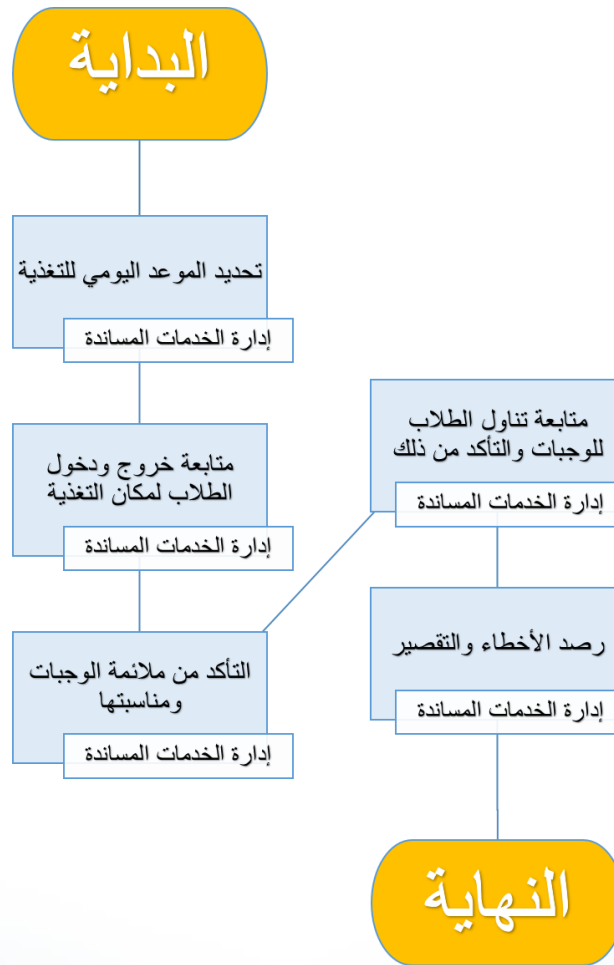 البداية
تحديد الموعد اليومي للتغذية
إدارة الخدمات المساندة
متابعة خروج ودخول
الطلاب لمكان التغذية
إدارة الخدمات المساندة
التأكد من ملائمة الوجبات
ومناسبتها
إدارة الخدمات المساندة
متابعة تناول الطلاب
للوجبات والتأكد من ذلك
إدارة الخدمات المساندة
رصد الأخطاء والتقصير
إدارة الخدمات المساندة
النهاية